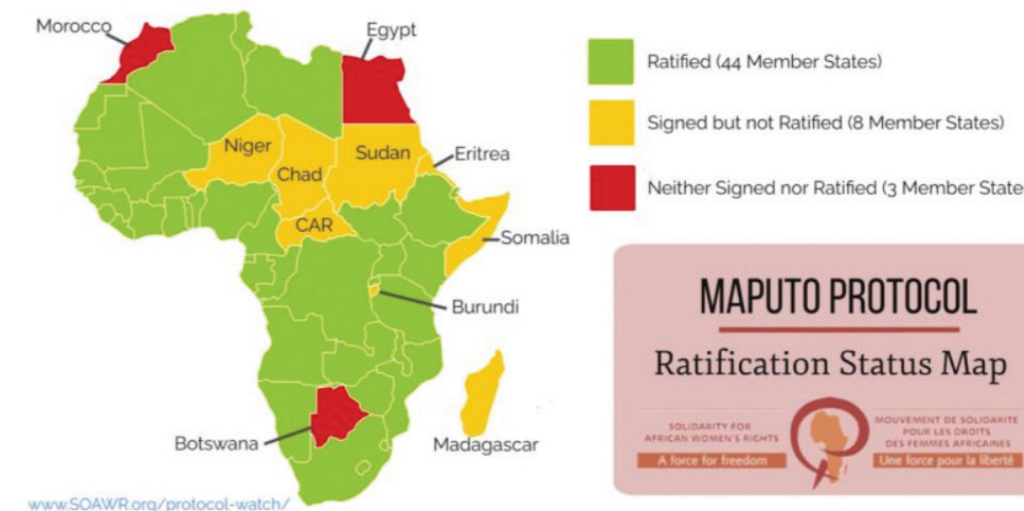 Morocco
Egypt
Niger
Chad
Sudan
Eritrea
CAR
Somalia
Burundi
Botswana
Madagascar
www.SOAWR.org/protocol-watch/
Ratified (44 Member States)
Signed but not Ratified (8 Member States)
Neither Signed nor Ratified (3 Member State
MAPUTO PROTOCOL
Ratification Status Map
SOLIDARITY FOR
AFRICAN WOMEN'S RIGHTS
A force for freedom
MOUVEMENT DE SOLIDARITE
POUR LES DROITS
DES FEMMES AFRICAINES
Une force pour la liberté